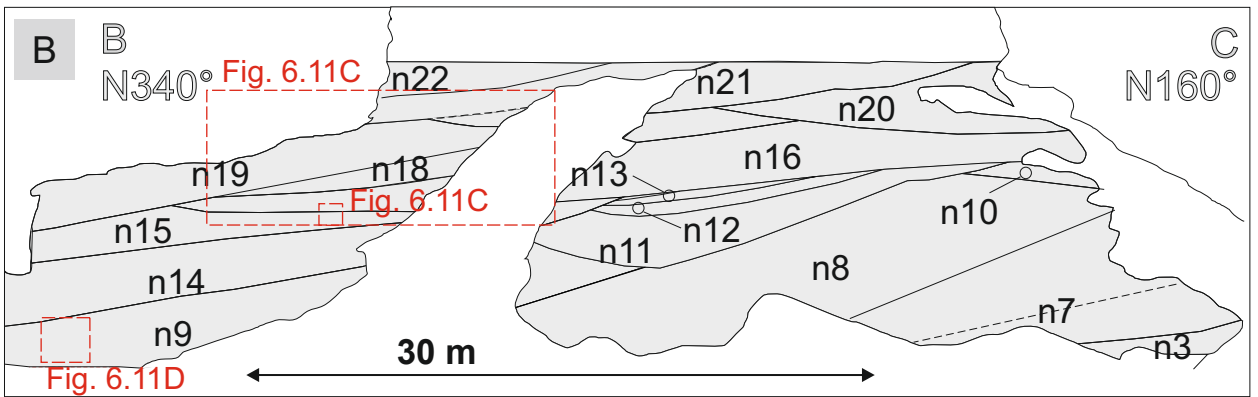 B
B
N340°
C
N160°
Fig. 6.11C
n22
n21
n20
n19
n18
n16
n13
Fig. 6.11C
n15
n12
n11
n10
n14
n8
n9
n7
n3
30 m
Fig. 6.11D